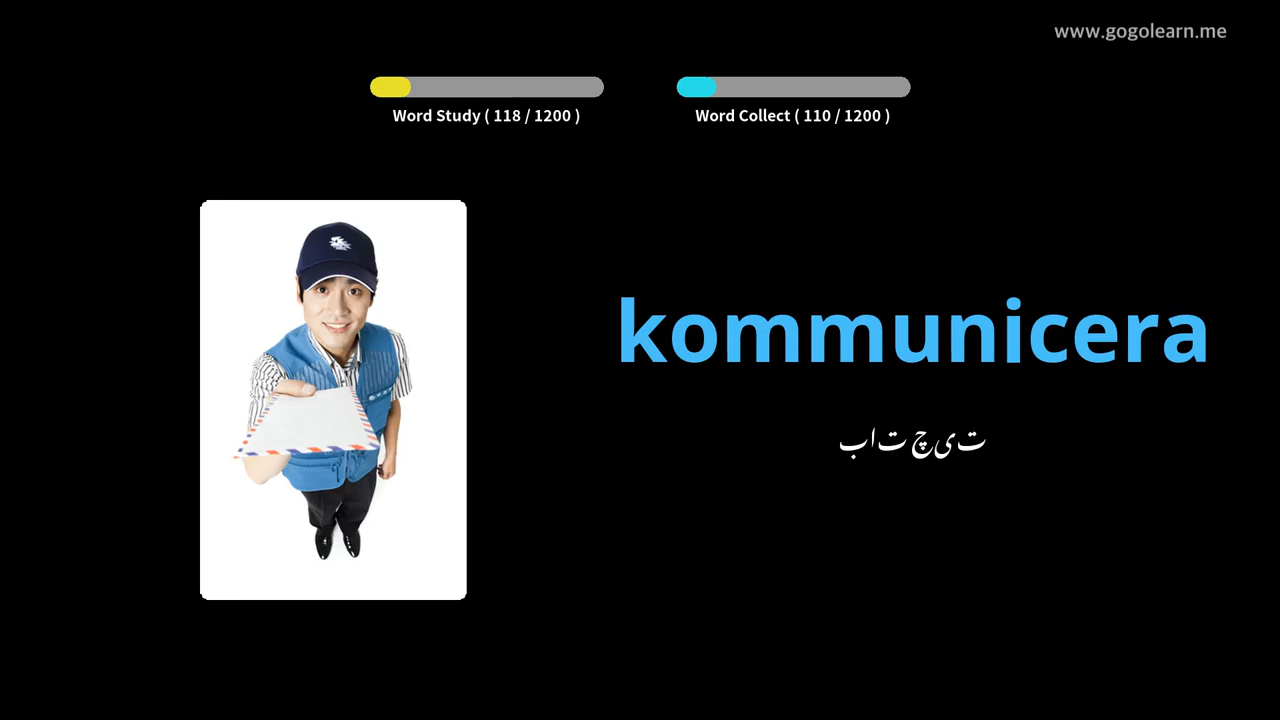 www.gogolearn.me
Word Study ( 118 / 1200 )
Word Collect ( 110 / 1200 )
kommunicera
بات چیت